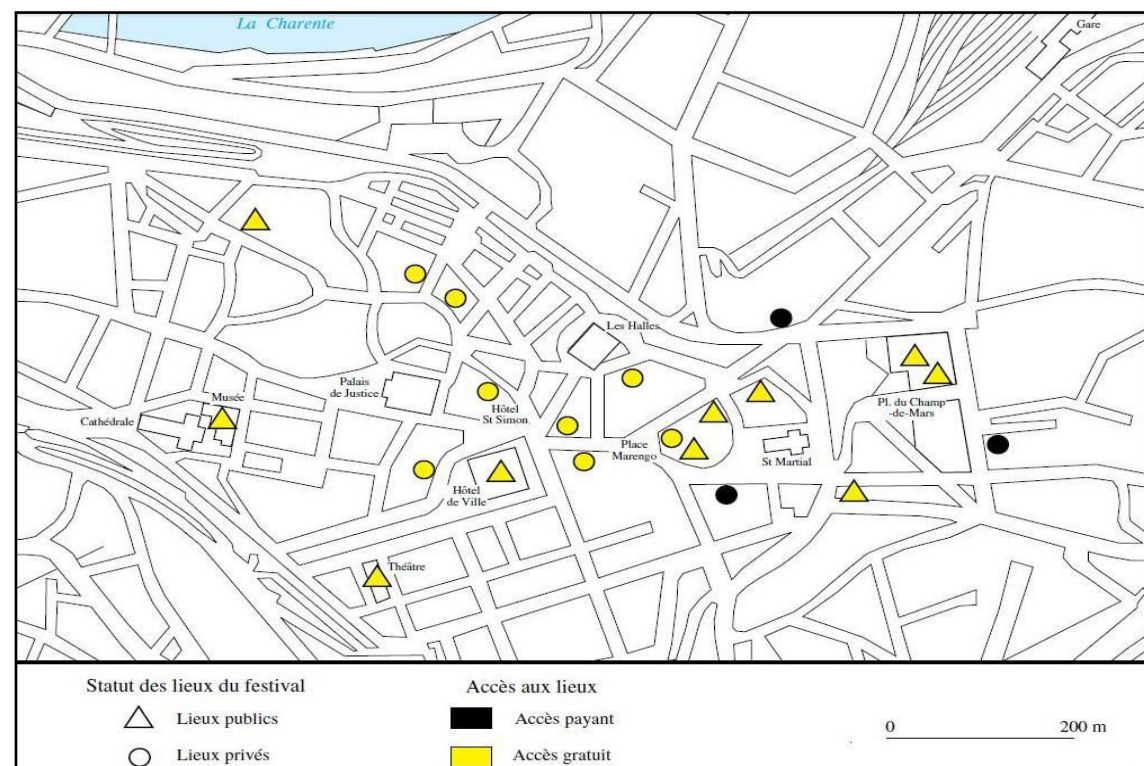 La Charente
Gare
Les Halles
Palais
de Justice
Musée
Hôtel
St Simon
Pl. du Champ
-de-Mars
Cathédrale
Place
Marengo
St Martial
Hôtel
de Ville
Théâtre
Statut des lieux du festival
Lieux publics
Lieux privés
Accès aux lieux
Accès payant
Accès gratuit
0 200 m